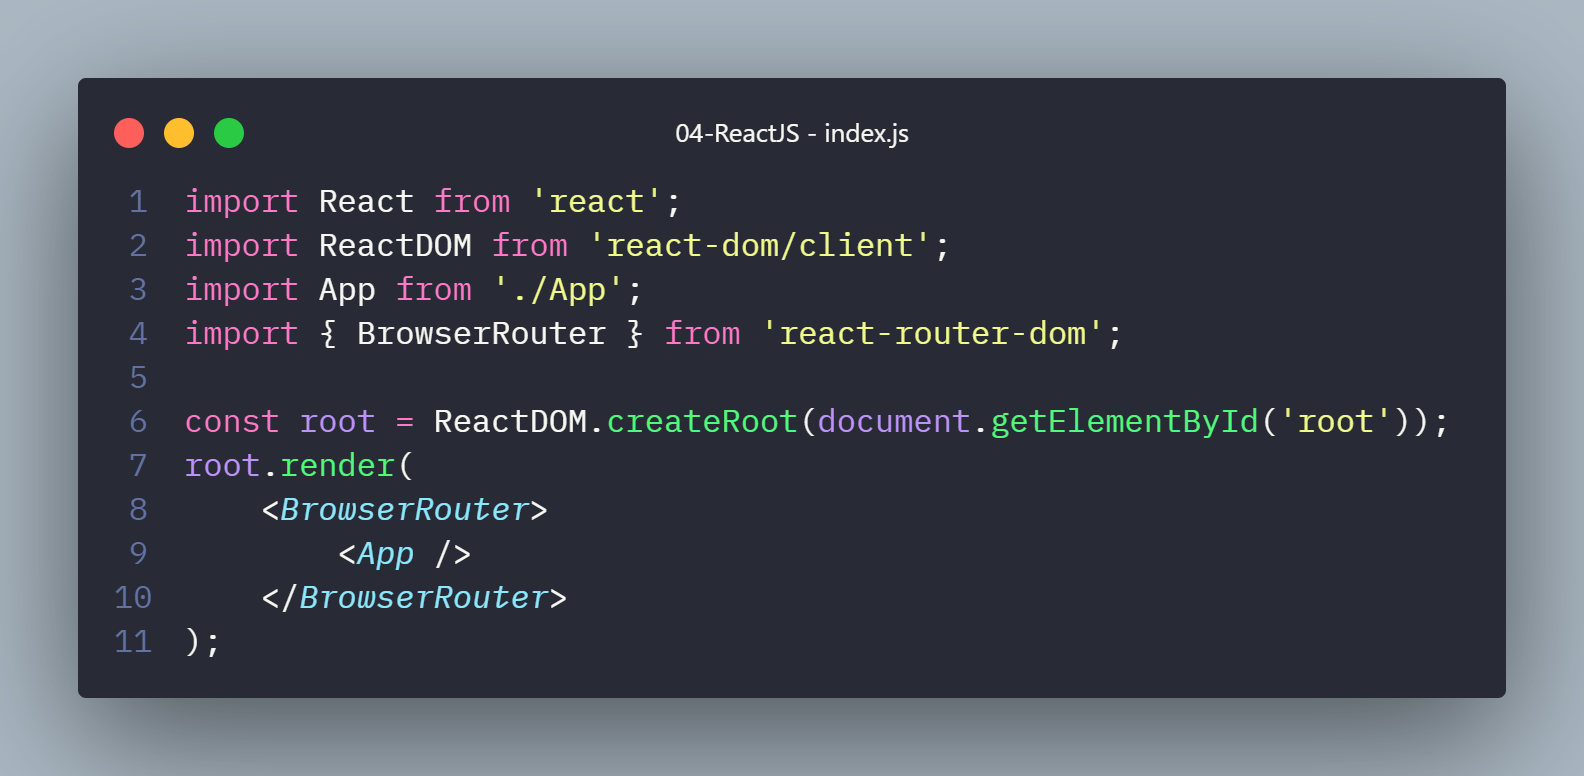 04-ReactJS - index.js
1 import React from 'react';
2 import ReactDOM from 'react-dom/client';
3 import App from './App';
4 import { BrowserRouter } from 'react-router-dom';
5
6 const root = ReactDOM.createRoot(document.getElementById('root'));
7 root.render(
8     <BrowserRouter>
9         <App />
10     </BrowserRouter>
11 );